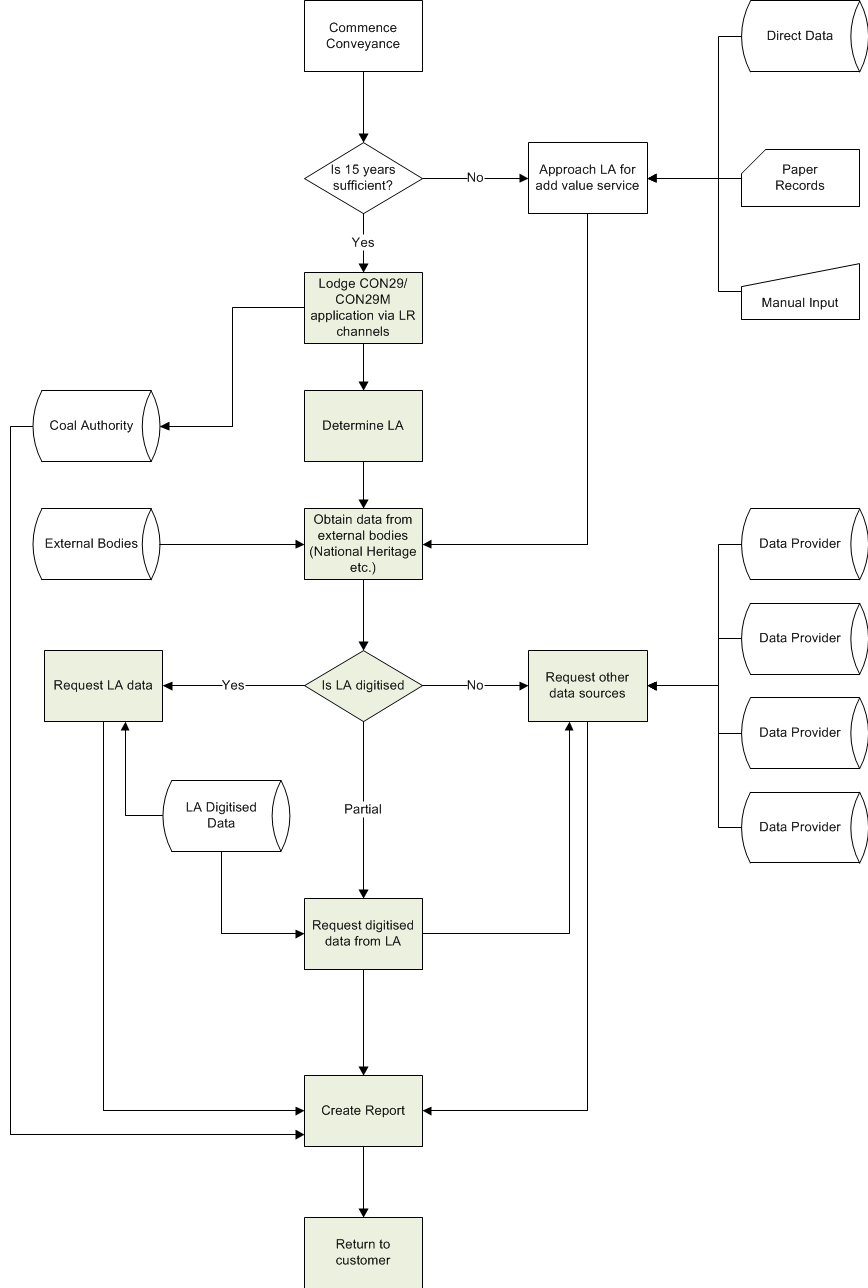 Commence
Conveyance
Direct Data
Is 15 years
sufficient?
No
Approach LA for
add value service
Paper
Records
Yes
Lodge CON29/
CON29M
application via LR
channels
Manual Input
Coal Authority
Determine LA
External Bodies
Obtain data from
external bodies
(National Heritage
etc.)
Data Provider
Data Provider
Request LA data
Yes
Is LA digitised
No
Request other
data sources
Data Provider
LA Digitised
Data
Partial
Data Provider
Request digitised
data from LA
Create Report
Return to
customer